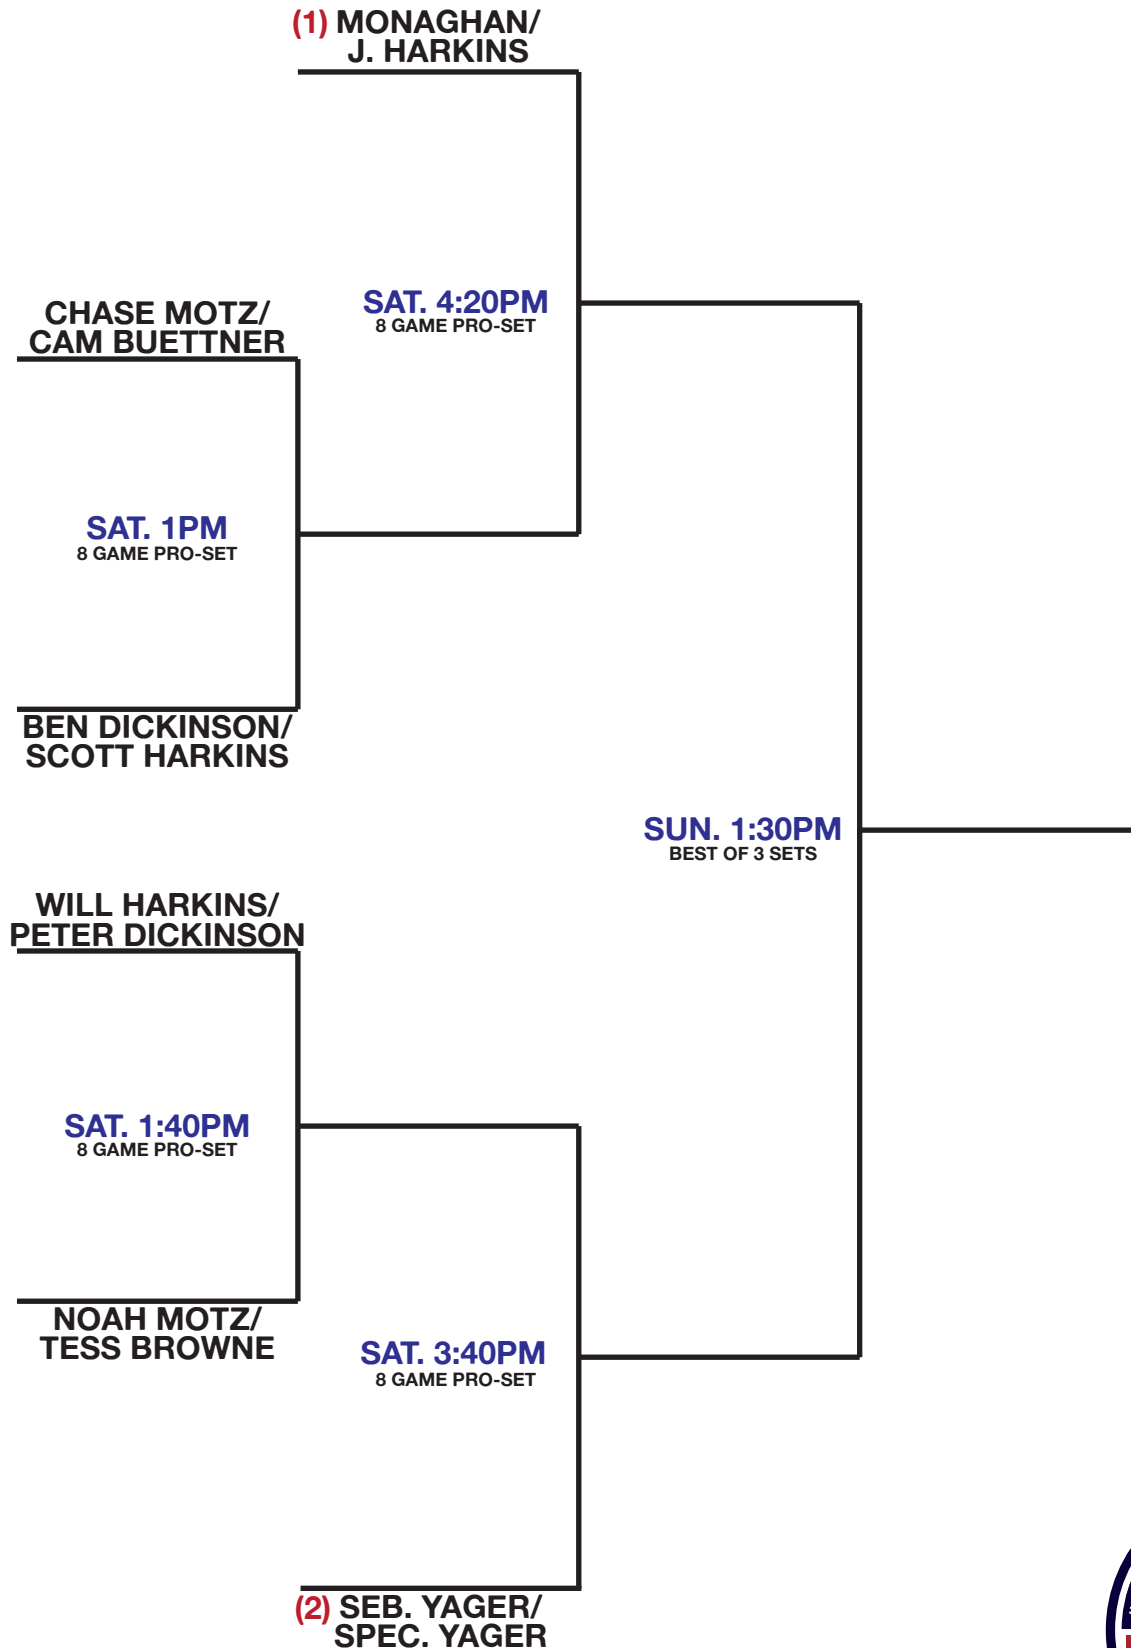 (1) MONAGHAN/
J. HARKINS
SAT. 4:20PM
8 GAME PRO-SET
CHASE MOTZ/
CAM BUETTNER
SAT. 1PM
8 GAME PRO-SET
BEN DICKINSON/
SCOTT HARKINS
SUN. 1:30PM
BEST OF 3 SETS
WILL HARKINS/
PETER DICKINSON
SAT. 1:40PM
8 GAME PRO-SET
NOAH MOTZ/
TESS BROWNE
SAT. 3:40PM
8 GAME PRO-SET
(2) SEB. YAGER/
SPEC. YAGER